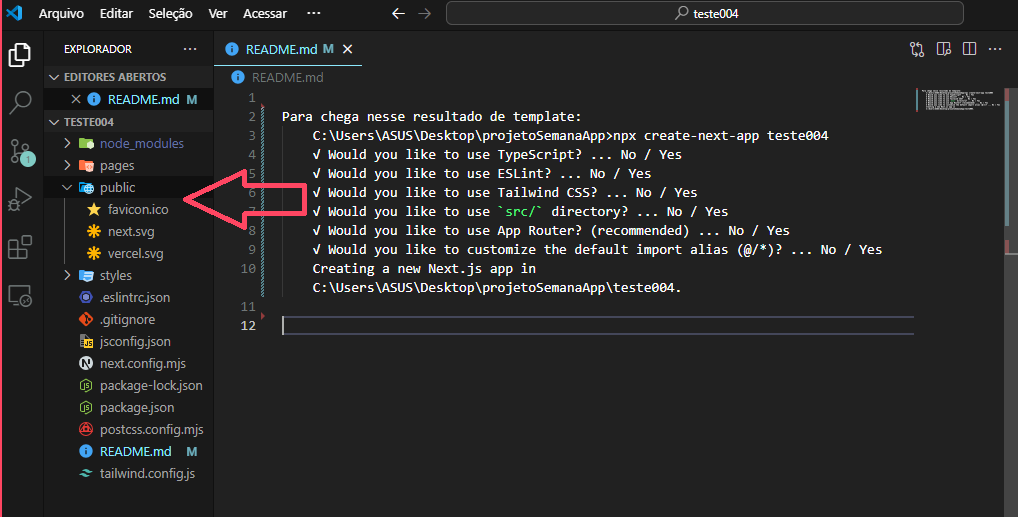 Arquivo Editar Seleção Ver Acessar ··· teste004
EXPLORADOR ···
EDITORES ABERTOS
README.md M
TESTE004
node_modules
pages
public
favicon.ico
next.svg
vercel.svg
styles
.eslintrc.json
.gitignore
jsconfig.json
next.config.mjs
package-lock.json
package.json
postcss.config.mjs
README.md M
tailwind.config.js
1
README.md M
README.md
1
2 Para chega nesse resultado de template:
3 C:\Users\ASUS\Desktop\projetoSemanaApp>npx create-next-app teste004
4 √ Would you like to use TypeScript? ... No / Yes
5 √ Would you like to use ESLint? ... No / Yes
6 √ Would you like to use Tailwind CSS? ... No / Yes
7 √ Would you like to use `src/` directory? ... No / Yes
8 √ Would you like to use App Router? (recommended) ... No / Yes
9 √ Would you like to customize the default import alias (@/*)? ... No / Yes
10 Creating a new Next.js app in
C:\Users\ASUS\Desktop\projetoSemanaApp\teste004.
11
12